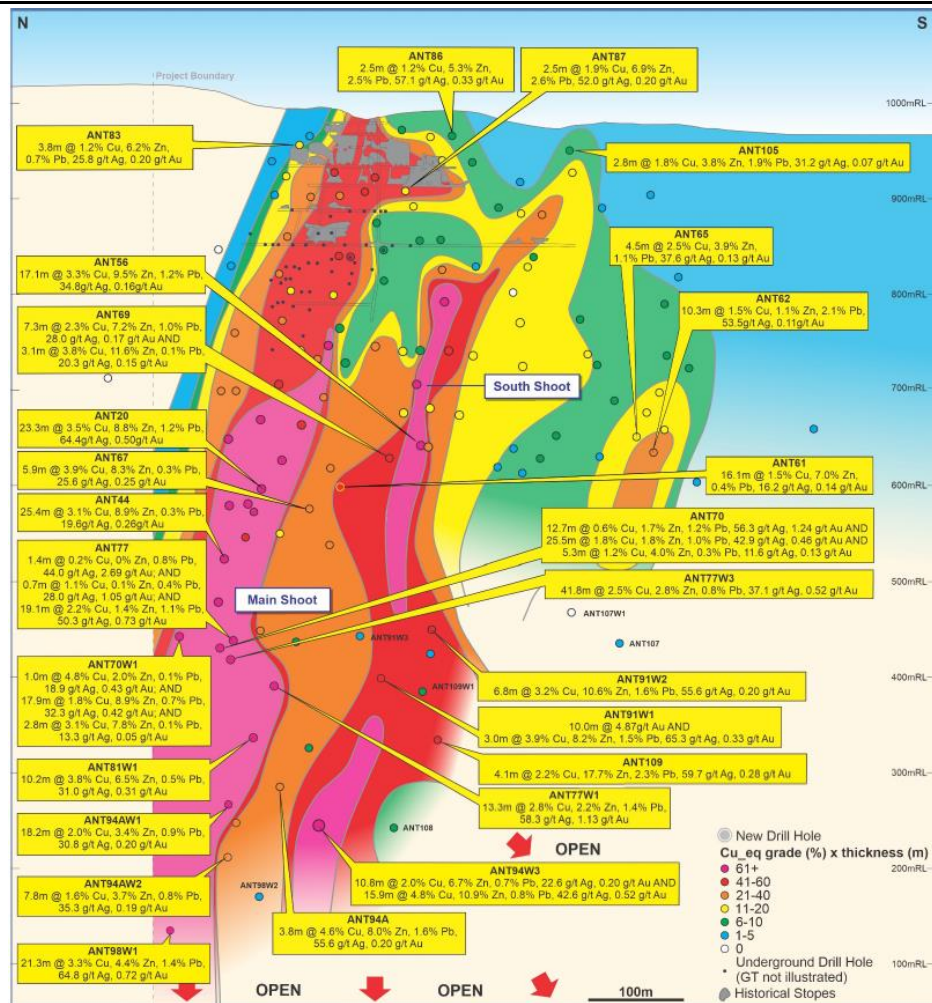 N
S
Project Boundary
1000mRL
900mRL
800mRL
700mRL
600mRL
500mRL
400mRL
300mRL
200mRL
100mRL
ANT86
2.5m @ 1.2% Cu, 5.3% Zn,
2.5% Pb, 57.1 g/t Ag, 0.33 g/t Au
ANT87
2.5m @ 1.9% Cu, 6.9% Zn,
2.6% Pb, 52.0 g/t Ag, 0.20 g/t Au
ANT83
3.8m @ 1.2% Cu, 6.2% Zn,
0.7% Pb, 25.8 g/t Ag, 0.20 g/t Au
ANT105
2.8m @ 1.8% Cu, 3.8% Zn, 1.9% Pb, 31.2 g/t Ag, 0.07 g/t Au
ANT65
4.5m @ 2.5% Cu, 3.9% Zn,
1.1% Pb, 37.6 g/t Ag, 0.13 g/t Au
ANT56
17.1m @ 3.3% Cu, 9.5% Zn, 1.2% Pb,
34.8g/t Ag, 0.16g/t Au
ANT62
10.3m @ 1.5% Cu, 1.1% Zn, 2.1% Pb,
53.5g/t Ag, 0.11g/t Au
ANT69
7.3m @ 2.3% Cu, 7.2% Zn, 1.0% Pb,
28.0 g/t Ag, 0.17 g/t Au AND
3.1m @ 3.8% Cu, 11.6% Zn, 0.1% Pb,
20.3 g/t Ag, 0.15 g/t Au
South Shoot
ANT20
23.3m @ 3.5% Cu, 8.8% Zn, 1.2% Pb,
64.4g/t Ag, 0.50g/t Au
ANT67
5.9m @ 3.9% Cu, 8.3% Zn, 0.3% Pb,
25.6 g/t Ag, 0.25 g/t Au
ANT61
16.1m @ 1.5% Cu, 7.0% Zn,
0.4% Pb, 16.2 g/t Ag, 0.14 g/t Au
ANT44
25.4m @ 3.1% Cu, 8.9% Zn, 0.3% Pb,
19.6g/t Ag, 0.26g/t Au
ANT70
12.7m @ 0.6% Cu, 1.7% Zn, 1.2% Pb, 56.3 g/t Ag, 1.24 g/t Au AND
25.5m @ 1.8% Cu, 1.8% Zn, 1.0% Pb, 42.9 g/t Ag, 0.46 g/t Au AND
5.3m @ 1.2% Cu, 4.0% Zn, 0.3% Pb, 11.6 g/t Ag, 0.13 g/t Au
ANT77
1.4m @ 0.2% Cu, 0% Zn, 0.8% Pb,
44.0 g/t Ag, 2.69 g/t Au; AND
0.7m @ 1.1% Cu, 0.1% Zn, 0.4% Pb,
28.0 g/t Ag, 1.05 g/t Au; AND
19.1m @ 2.2% Cu, 1.4% Zn, 1.1% Pb,
50.3 g/t Ag, 0.73 g/t Au
ANT77W3
41.8m @ 2.5% Cu, 2.8% Zn, 0.8% Pb, 37.1 g/t Ag, 0.52 g/t Au
Main Shoot
ANT107W1
ANT91W3
ANT107
ANT70W1
1.0m @ 4.8% Cu, 2.0% Zn, 0.1% Pb,
18.9 g/t Ag, 0.43 g/t Au; AND
17.9m @ 1.8% Cu, 8.9% Zn, 0.7% Pb,
32.3 g/t Ag, 0.42 g/t Au; AND
2.8m @ 3.1% Cu, 7.8% Zn, 0.1% Pb,
13.3 g/t Ag, 0.05 g/t Au
ANT91W2
6.8m @ 3.2% Cu, 10.6% Zn, 1.6% Pb, 55.6 g/t Ag, 0.20 g/t Au
ANT109W1
ANT91W1
10.0m @ 4.87g/t Au AND
3.0m @ 3.9% Cu, 8.2% Zn, 1.5% Pb, 65.3 g/t Ag, 0.33 g/t Au
ANT109
4.1m @ 2.2% Cu, 17.7% Zn, 2.3% Pb, 59.7 g/t Ag, 0.28 g/t Au
ANT81W1
10.2m @ 3.8% Cu, 6.5% Zn, 0.5% Pb,
31.0 g/t Ag, 0.31 g/t Au
ANT77W1
13.3m @ 2.8% Cu, 2.2% Zn, 1.4% Pb,
58.3 g/t Ag, 1.13 g/t Au
ANT94AW1
18.2m @ 2.0% Cu, 3.4% Zn, 0.9% Pb,
30.8 g/t Ag, 0.20 g/t Au
ANT108
OPEN
ANT94AW2
7.8m @ 1.6% Cu, 3.7% Zn, 0.8% Pb,
35.3 g/t Ag, 0.19 g/t Au
ANT98W2
ANT94W3
10.8m @ 2.0% Cu, 6.7% Zn, 0.7% Pb, 22.6 g/t Ag, 0.20 g/t Au AND
15.9m @ 4.8% Cu, 10.9% Zn, 0.8% Pb, 42.6 g/t Ag, 0.52 g/t Au
ANT94A
3.8m @ 4.6% Cu, 8.0% Zn, 1.6% Pb,
55.6 g/t Ag, 0.20 g/t Au
ANT98W1
21.3m @ 3.3% Cu, 4.4% Zn, 1.4% Pb,
64.8 g/t Ag, 0.72 g/t Au
OPEN
OPEN
100m
New Drill Hole
Cu_eq grade (%) x thickness (m)
61+
41-60
21-40
11-20
6-10
1-5
0
Underground Drill Hole
(GT not illustrated)
Historical Stopes